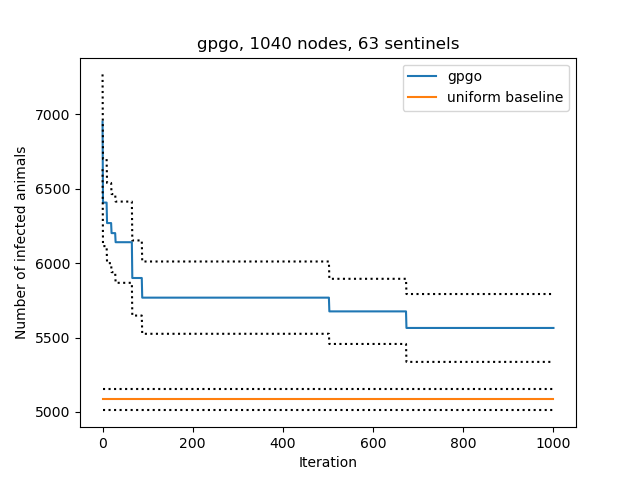 gpgo, 1040 nodes, 63 sentinels
gpgo
uniform baseline
Number of infected animals
7000
6500
6000
5500
5000
0 200 400 600 800 1000
Iteration